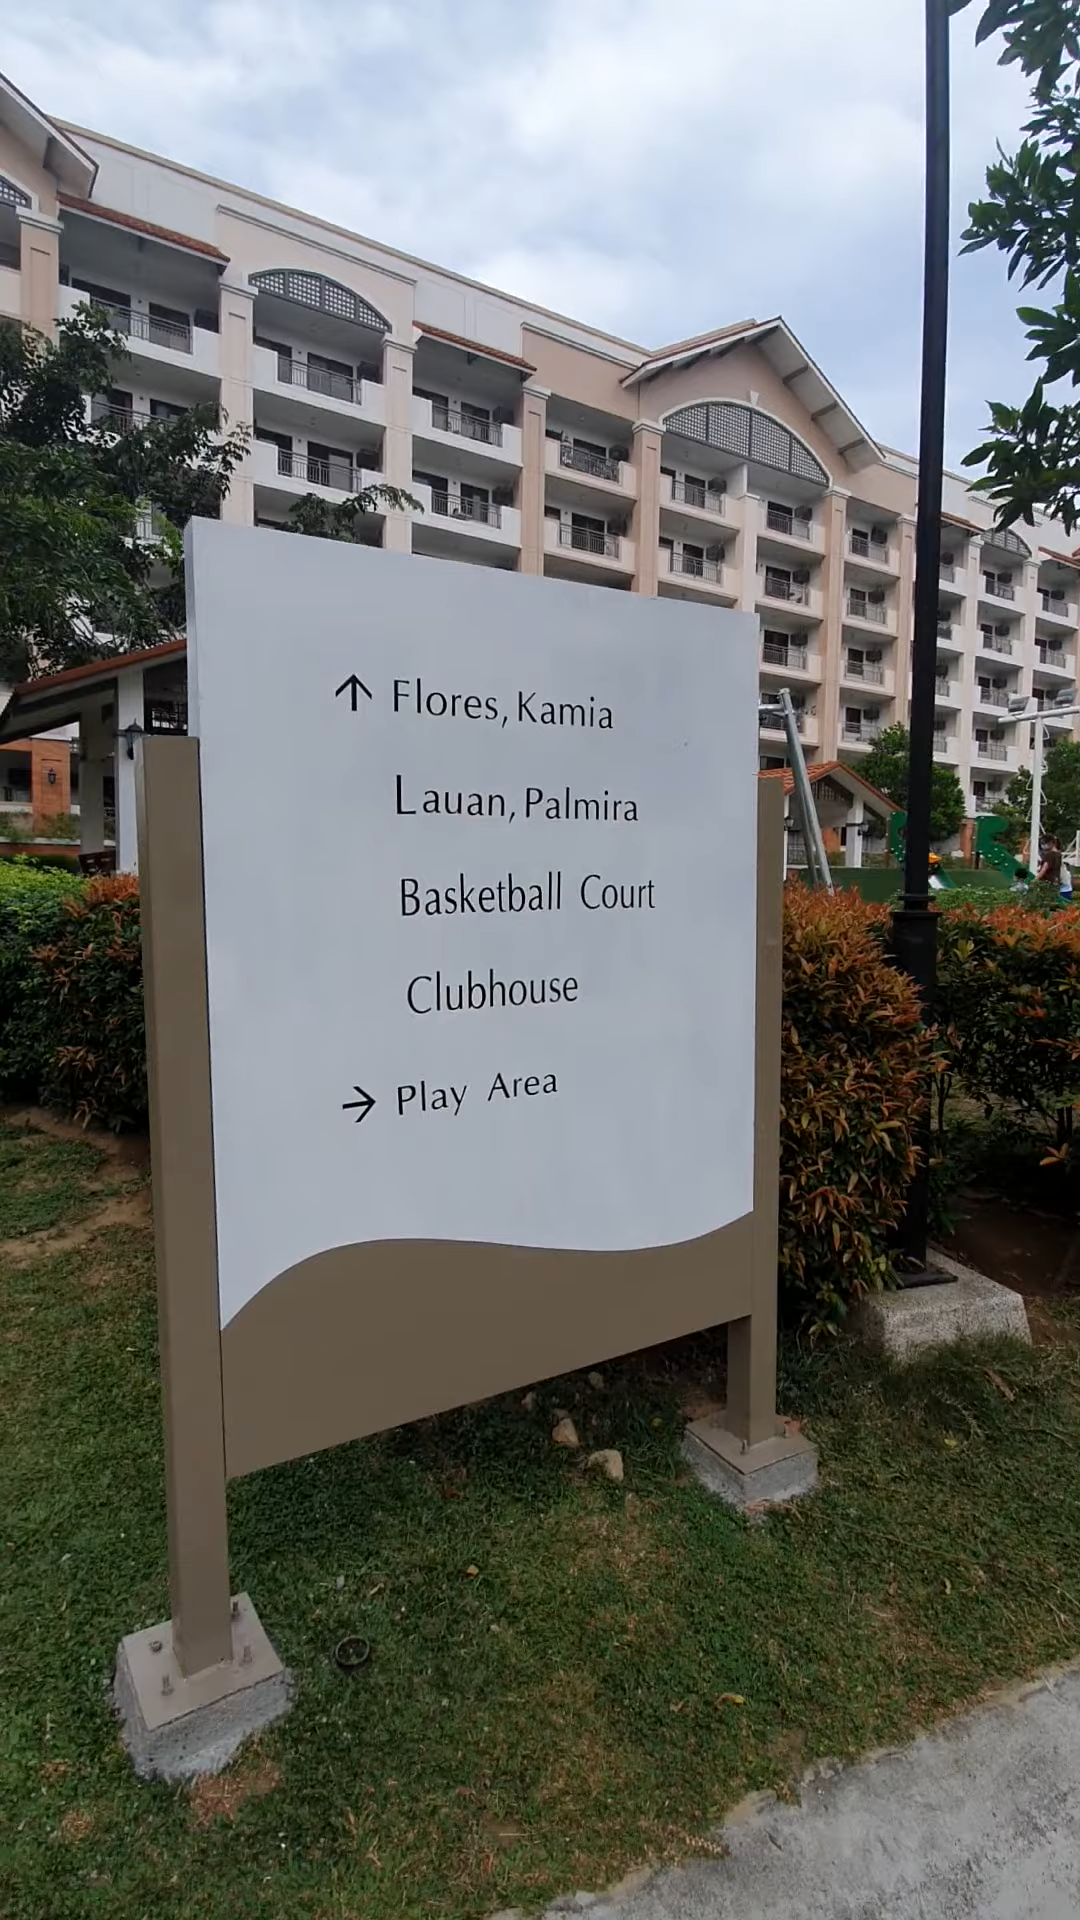 ↑ Flores, Kamia
Lauan, Palmira
Basketball Court
Clubhouse
→ Play Area